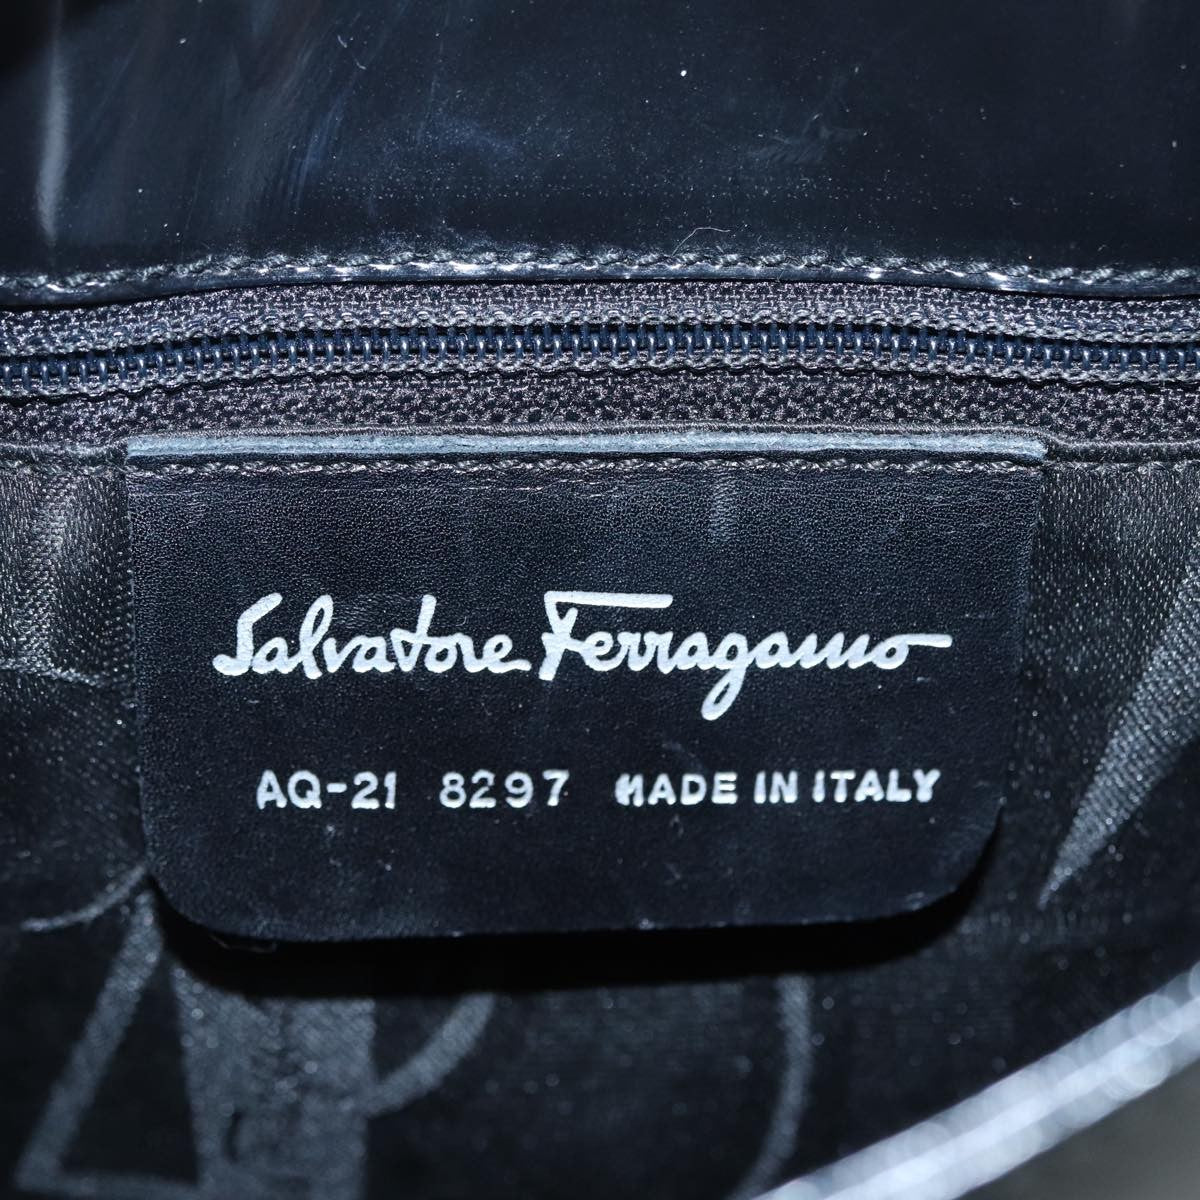 Salvatore Ferragamo
AQ-21 8297 MADE IN ITALY